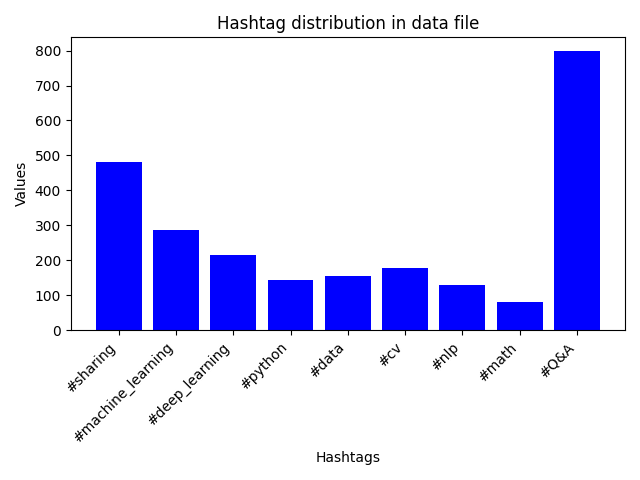 Hashtag distribution in data file
Values
800
700
600
500
400
300
200
100
0
#sharing
#machine_learning
#deep_learning
#python
#data
#cv
#nlp
#math
#Q&A
Hashtags